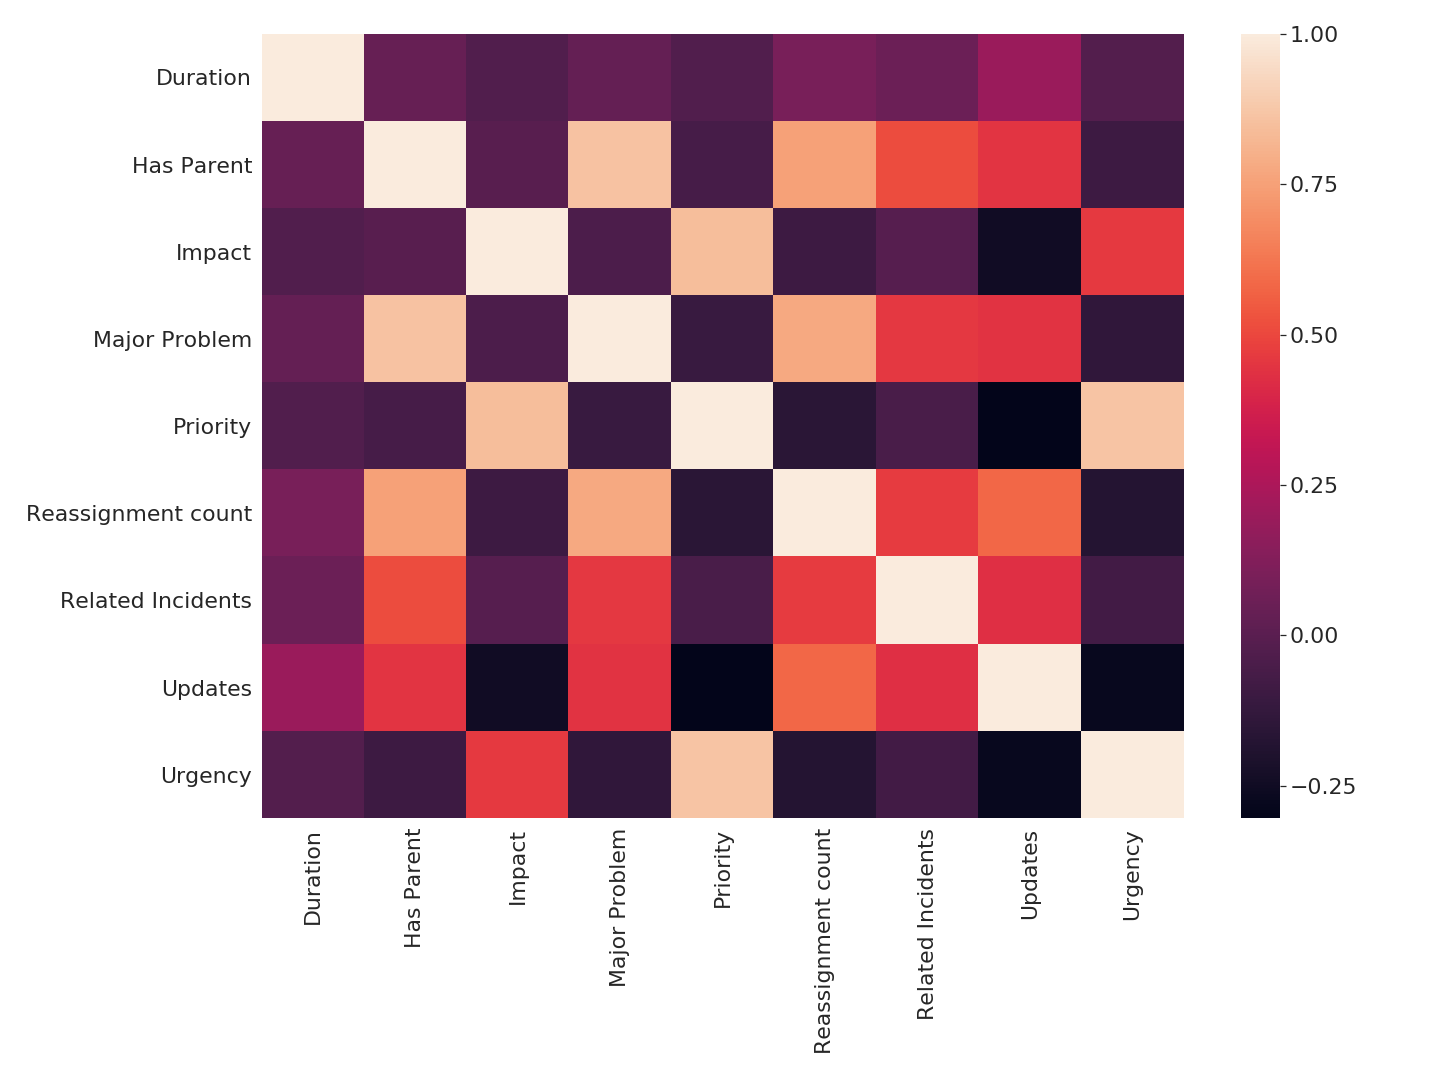 Duration
Has Parent
Impact
Major Problem
Priority
Reassignment count
Related Incidents
Updates
Urgency
Duration
Has Parent
Impact
Major Problem
Priority
Reassignment count
Related Incidents
Updates
Urgency
1.00
0.75
0.50
0.25
0.00
−0.25